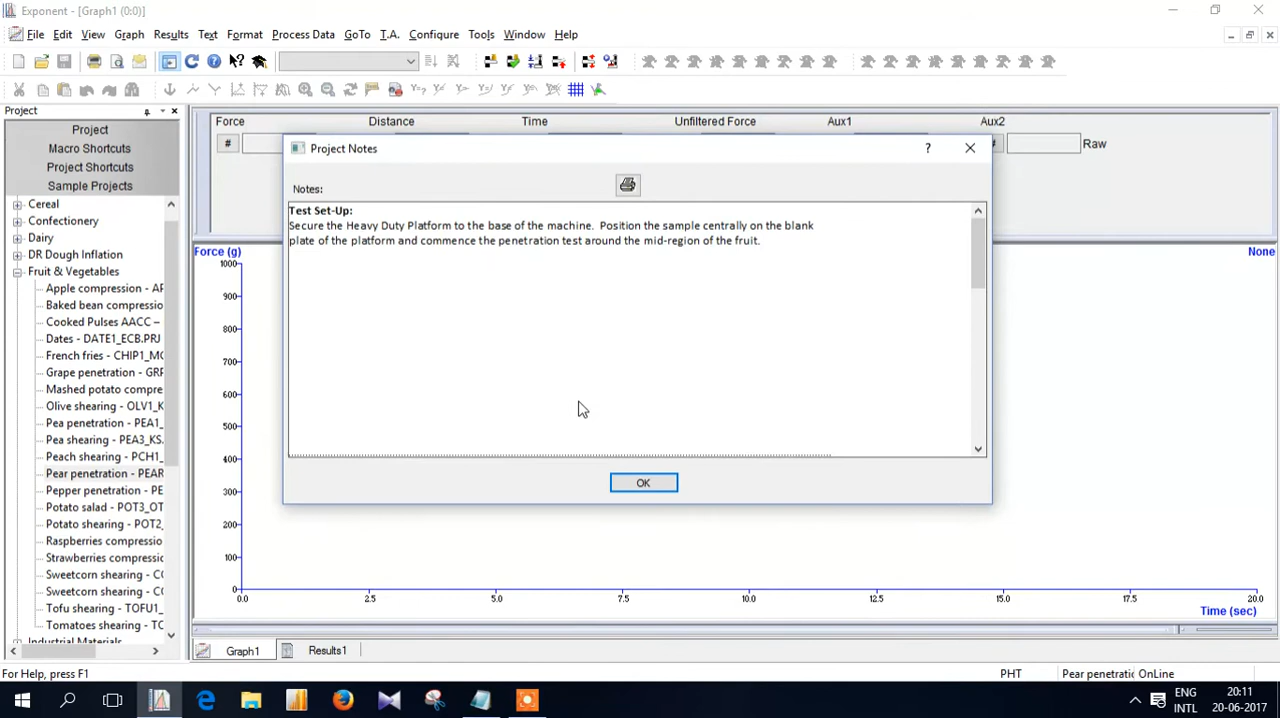 Exponent - [Graph1 (0:0)]
File Edit View Graph Results Text Format Process Data GoTo T.A. Configure Tools Window Help
Project
Project
Macro Shortcuts
Project Shortcuts
Sample Projects
Cereal
Confectionery
Dairy
DR Dough Inflation
Fruit & Vegetables
Apple compression - AP
Baked bean compressio
Cooked Pulses AACC –
Dates - DATE1_ECB.PRJ
French fries - CHIP1_MC
Grape penetration - GRP
Mashed potato compre
Olive shearing - OLV1_K
Pea penetration - PEA1_
Pea shearing - PEA3_KS.
Peach shearing - PCH1_
Pear penetration - PEAR
Pepper penetration - PE
Potato salad - POT3_OT
Potato shearing - POT2_
Raspberries compressio
Strawberries compressio
Sweetcorn shearing - CO
Sweetcorn shearing - CO
Tofu shearing - TOFU1_
Tomatoes shearing - TC
Industrial Materials
Force Distance Time Unfiltered Force Aux1 Aux2
# Raw
Project Notes
Notes:
Test Set-Up:
Secure the Heavy Duty Platform to the base of the machine. Position the sample centrally on the blank
plate of the platform and commence the penetration test around the mid-region of the fruit.
OK
Force (g) None
1000
900
800
700
600
500
400
300
200
100
0
0.0 2.5 5.0 7.5 10.0 12.5 15.0 17.5 20.0
Time (sec)
Graph1 Results1
For Help, press F1 PHT Pear penetratic OnLine
ENG 20:11
INTL 20-06-2017